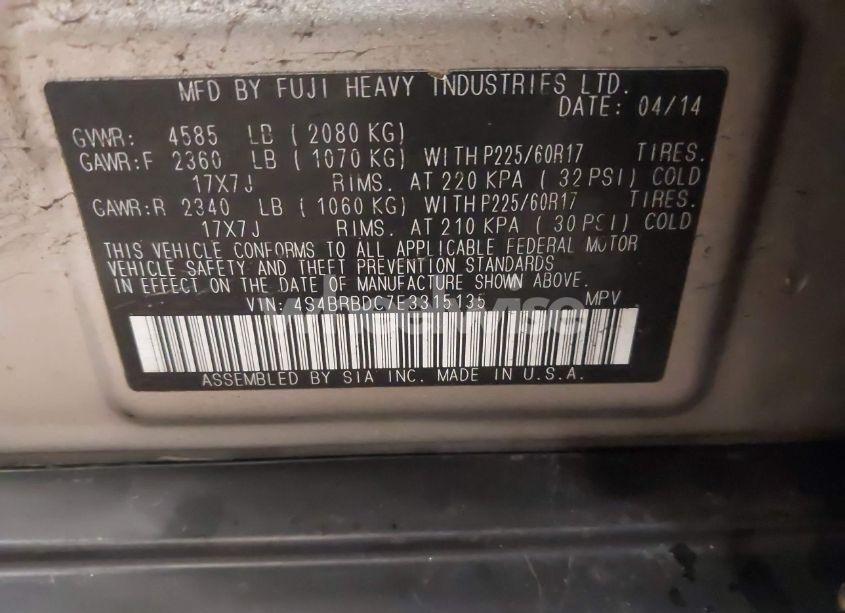 MFD BY FUJI HEAVY INDUSTRIES LTD.
DATE: 04/14
GVWR: 4585 LB ( 2080 KG)
GAWR:F 2360 LB ( 1070 KG) WITH P225/60R17 TIRES.
17X7J RIMS. AT 220 KPA ( 32 PSI) COLD
GAWR:R 2340 LB ( 1060 KG) WITH P225/60R17 TIRES.
17X7J RIMS. AT 210 KPA ( 30 PSI) COLD
THIS VEHICLE CONFORMS TO ALL APPLICABLE FEDERAL MOTOR
VEHICLE SAFETY AND THEFT PREVENTION STANDARDS
IN EFFECT ON THE DATE OF MANUFACTURE SHOWN ABOVE.
VIN: 4S4BRBDC7E3315135 MPV
ASSEMBLED BY SIA INC. MADE IN U.S.A.